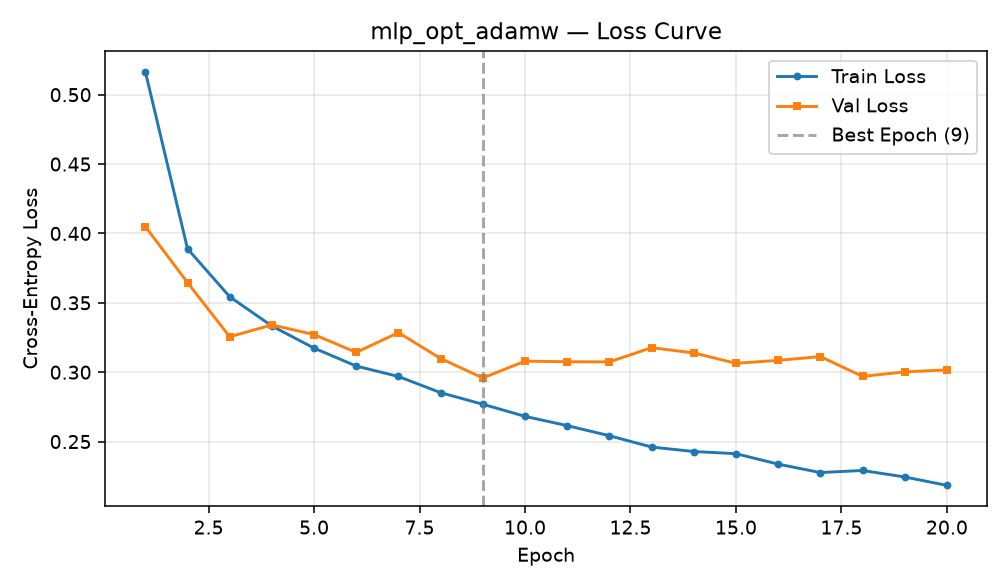 mlp_opt_adamw — Loss Curve
Train Loss
Val Loss
Best Epoch (9)
Cross-Entropy Loss
0.50
0.45
0.40
0.35
0.30
0.25
2.5 5.0 7.5 10.0 12.5 15.0 17.5 20.0
Epoch